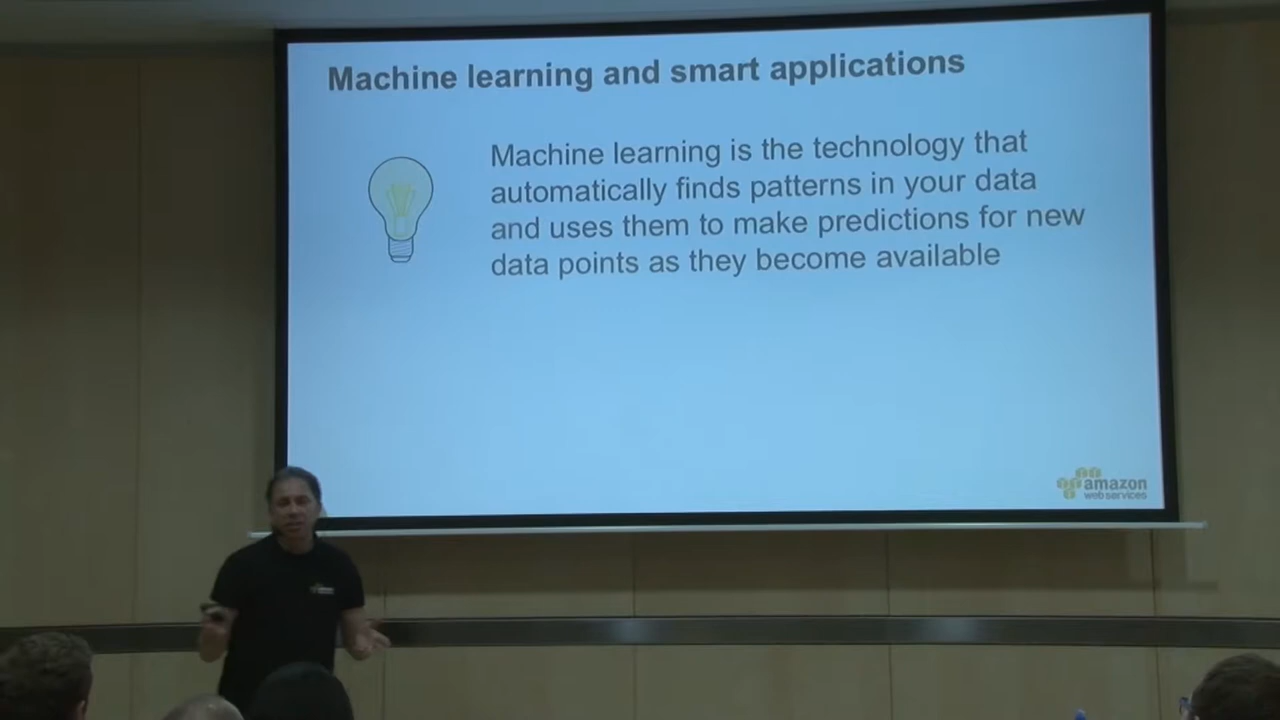 Machine learning and smart applications
Machine learning is the technology that
automatically finds patterns in your data
and uses them to make predictions for new
data points as they become available
amazon
web services